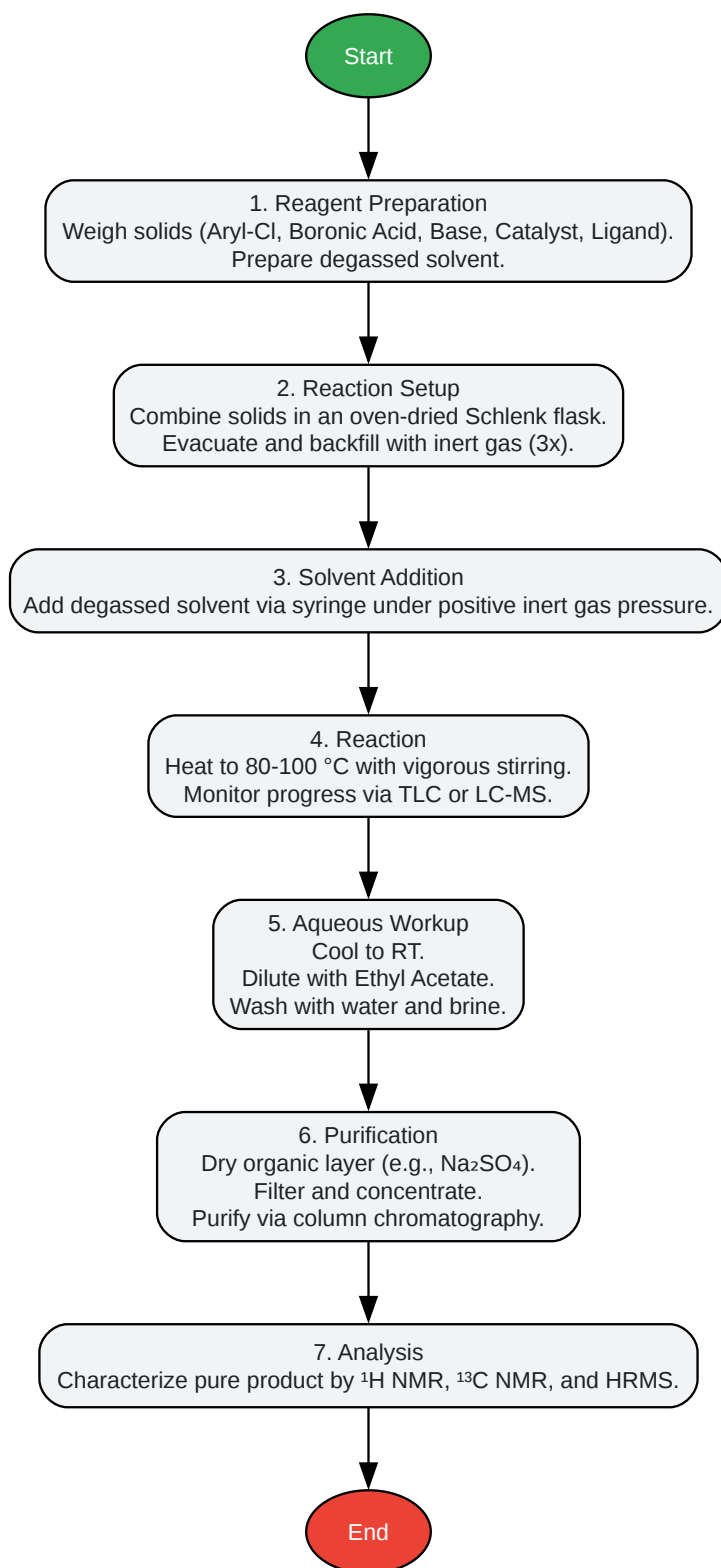 Start
1. Reagent Preparation
Weigh solids (Aryl-Cl, Boronic Acid, Base, Catalyst, Ligand).
Prepare degassed solvent.
2. Reaction Setup
Combine solids in an oven-dried Schlenk flask.
Evacuate and backfill with inert gas (3x).
3. Solvent Addition
Add degassed solvent via syringe under positive inert gas pressure.
4. Reaction
Heat to 80-100 °C with vigorous stirring.
Monitor progress via TLC or LC-MS.
5. Aqueous Workup
Cool to RT.
Dilute with Ethyl Acetate.
Wash with water and brine.
6. Purification
Dry organic layer (e.g., Na₂SO₄).
Filter and concentrate.
Purify via column chromatography.
7. Analysis
Characterize pure product by ¹H NMR, ¹³C NMR, and HRMS.
End